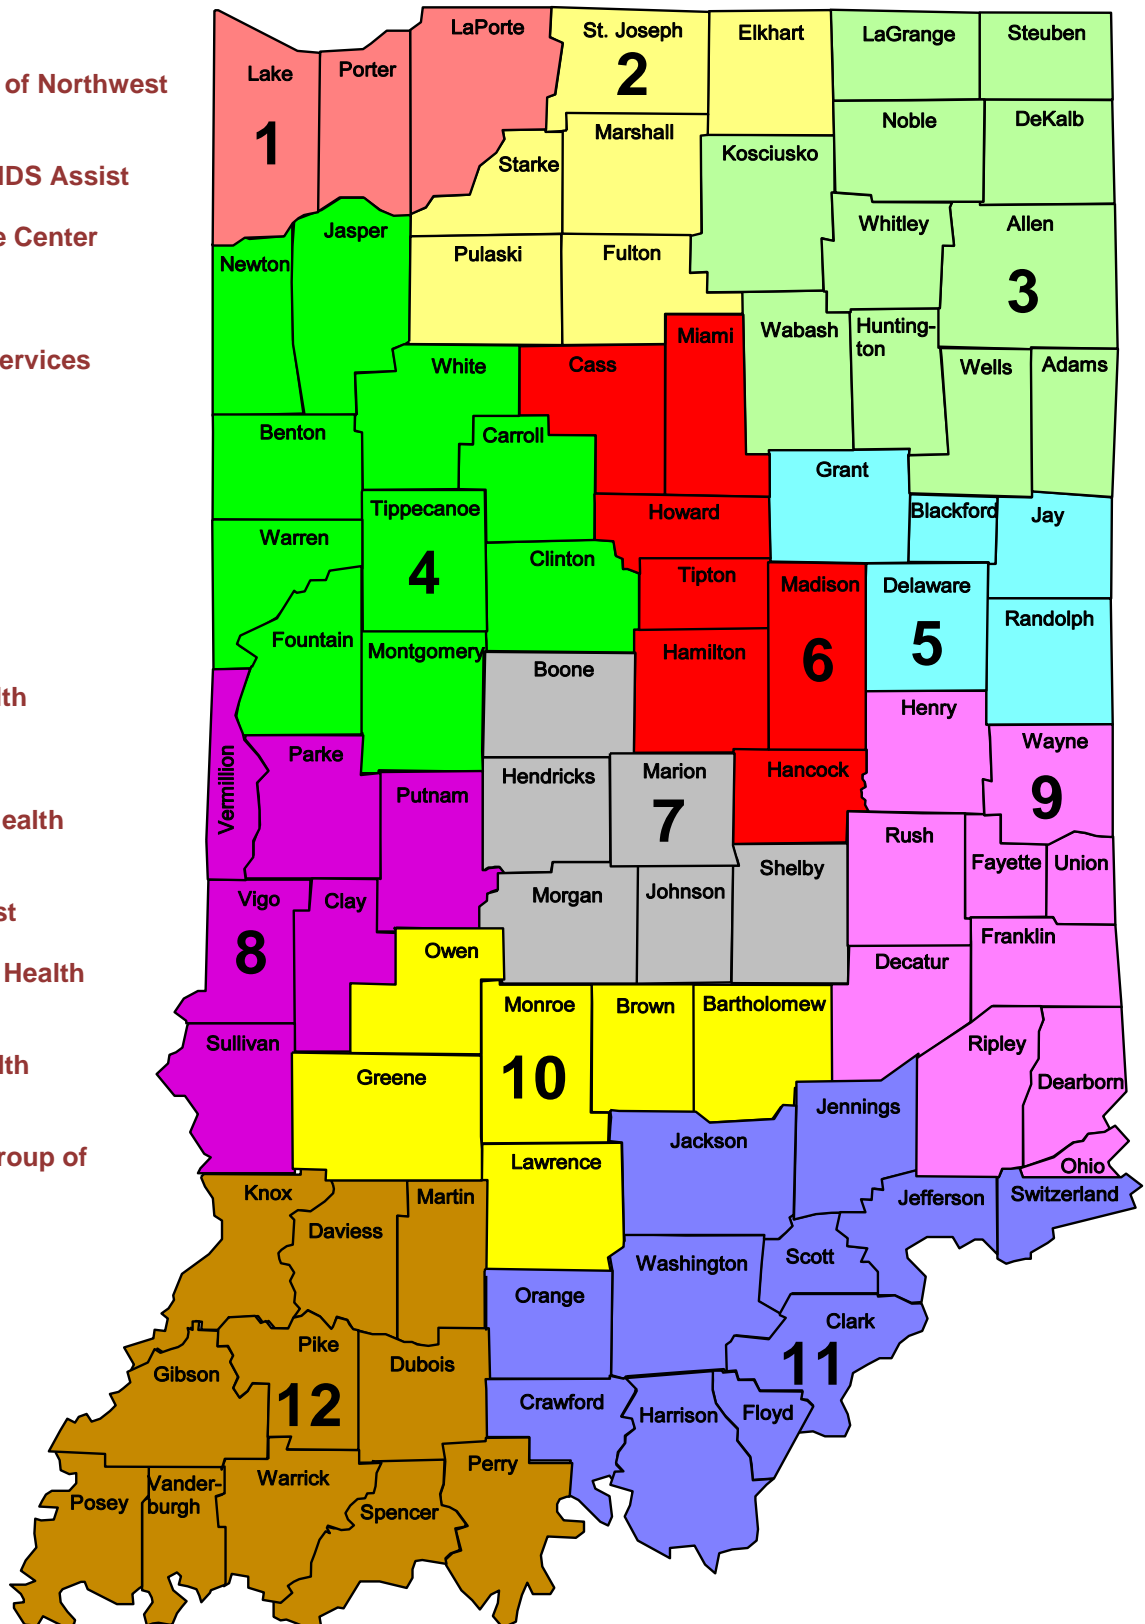 of Northwest
IDS Assist
e Center
ervices
lth
ealth
st
Health
lth
roup of
LaPorte
St. Joseph
2
Elkhart
LaGrange
Steuben
Lake
1
Porter
Marshall
Noble
DeKalb
Starke
Kosciusko
Jasper
Whitley
Allen
3
Newton
Pulaski
Fulton
Miami
Wabash
Hunting-
ton
Wells
Adams
White
Cass
Benton
Carroll
Grant
Tippecanoe
4
Howard
Blackford
Jay
Warren
Clinton
Tipton
Madison
6
Delaware
5
Randolph
Fountain
Montgomery
Boone
Hamilton
Henry
Vermillion
Parke
Putnam
Hendricks
Marion
7
Hancock
Wayne
9
Rush
Fayette
Union
Vigo
8
Clay
Morgan
Johnson
Shelby
Owen
Franklin
Decatur
Sullivan
Monroe
10
Brown
Bartholomew
Ripley
Greene
Dearborn
Jennings
Jackson
Lawrence
Ohio
Knox
Martin
Jefferson
Switzerland
Daviess
Washington
Scott
Orange
Clark
11
Pike
12
Gibson
Dubois
Crawford
Harrison
Floyd
Perry
Posey
Vander-
burgh
Warrick
Spencer